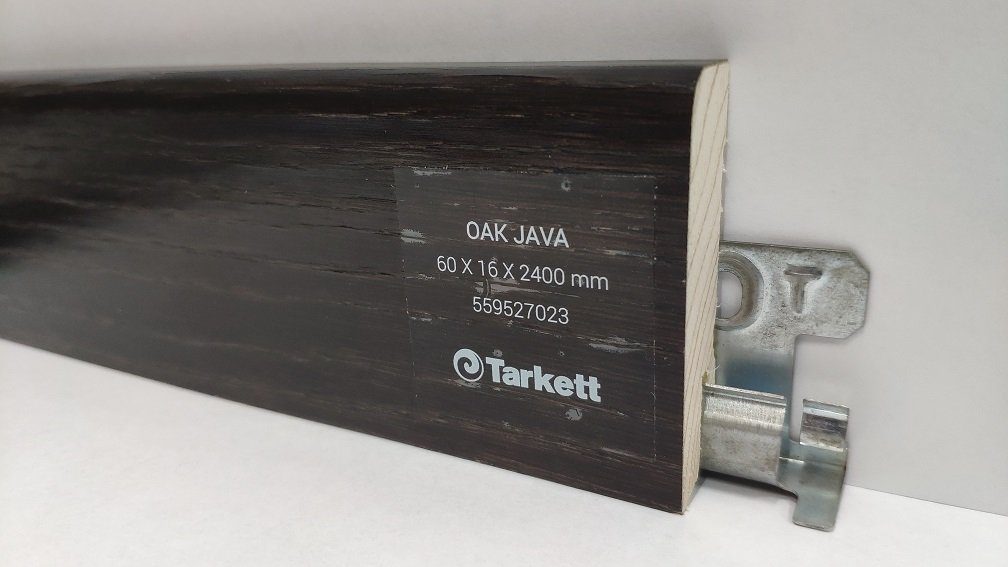 OAK JAVA
60 X 16 X 2400 mm
559527023
Tarkett
T